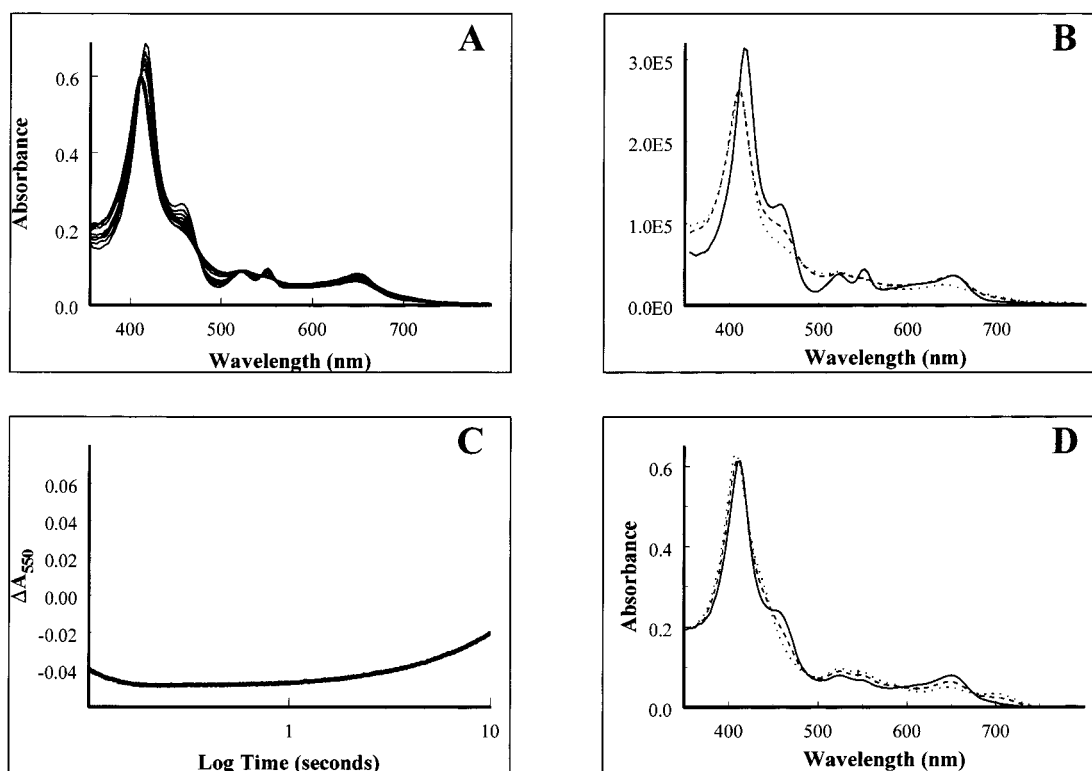 A
0.6
0.4
0.2
0.0
Absorbance
400 500 600 700
Wavelength (nm)
B
3.0E5
2.0E5
1.0E5
0.0E0
400 500 600 700
Wavelength (nm)
C
0.06
0.04
0.02
0.00
-0.02
-0.04
ΔA550
1 10
Log Time (seconds)
D
0.6
0.4
0.2
0.0
Absorbance
400 500 600 700
Wavelength (nm)